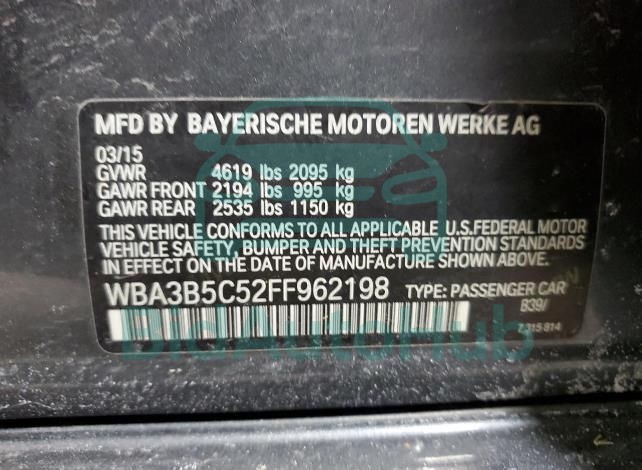 MFD BY BAYERISCHE MOTOREN WERKE AG
03/15
GVWR 4619 lbs 2095 kg
GAWR FRONT 2194 lbs 995 kg
GAWR REAR 2535 lbs 1150 kg
THIS VEHICLE CONFORMS TO ALL APPLICABLE U.S.FEDERAL MOTOR
VEHICLE SAFETY, BUMPER AND THEFT PREVENTION STANDARDS
IN EFFECT ON THE DATE OF MANUFACTURE SHOWN ABOVE.
WBA3B5C52FF962198 TYPE: PASSENGER CAR
839/
7 315 814
BidAutoHub